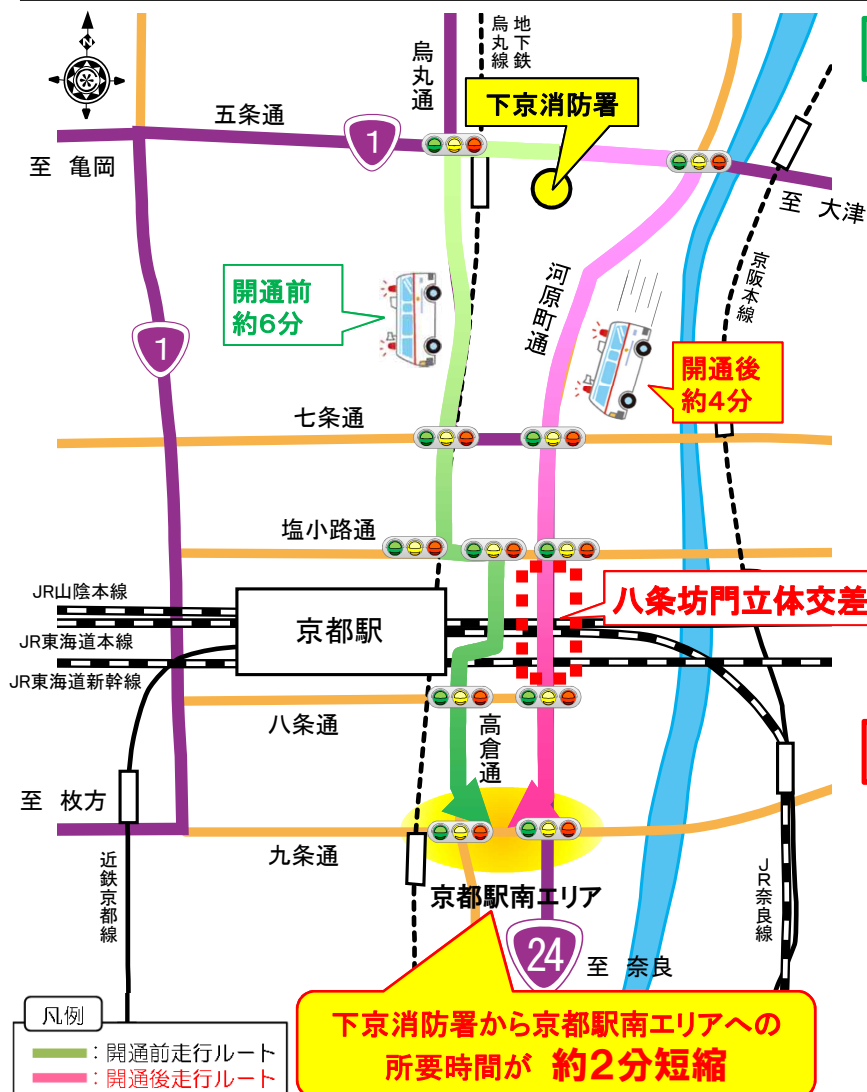 烏丸通
地下鉄
烏丸線
下京消防署
五条通
1
至 亀岡
至 大津
京阪本線
河原町通
開通前
約6分
1
開通後
約4分
七条通
塩小路通
JR山陰本線
八条坊門立体交差
京都駅
JR東海道本線
JR東海道新幹線
八条通
高倉通
至 枚方
九条通
近鉄京都線
京都駅南エリア
JR奈良線
24
至 奈良
凡例
:開通前走行ルート
:開通後走行ルート
下京消防署から京都駅南エリアへの
所要時間が 約2分短縮